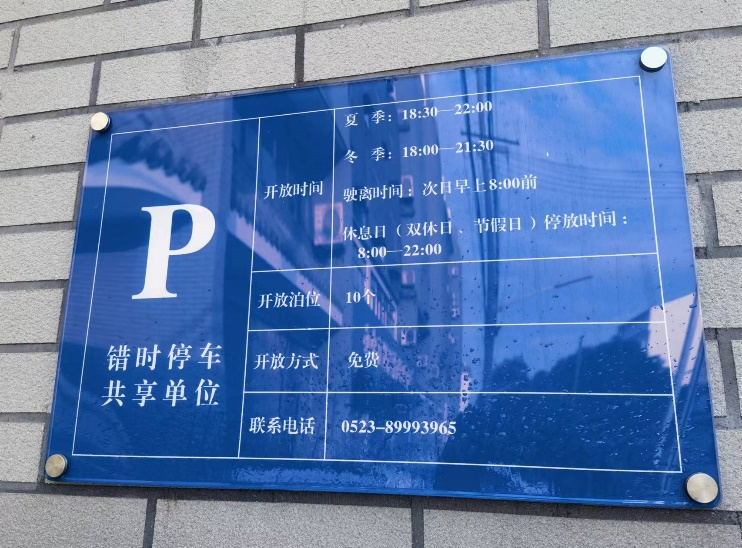 P
错时停车
共享单位
开放时间
夏 季：18:30—22:00
冬 季：18:00—21:30
驶离时间：次日早上8:00前
休息日（双休日、节假日）停放时间：
8:00—22:00
开放泊位 10个
开放方式 免费
联系电话 0523-89993965